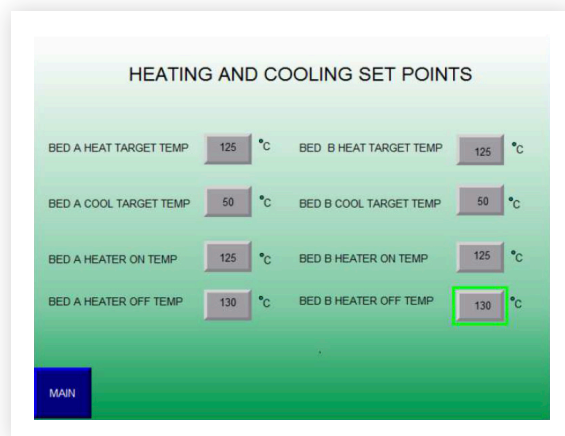 HEATING AND COOLING SET POINTS
BED A HEAT TARGET TEMP 125 °C BED B HEAT TARGET TEMP 125 °C
BED A COOL TARGET TEMP 50 °C BED B COOL TARGET TEMP 50 °C
BED A HEATER ON TEMP 125 °C BED B HEATER ON TEMP 125 °C
BED A HEATER OFF TEMP 130 °C BED B HEATER OFF TEMP 130 °C
MAIN